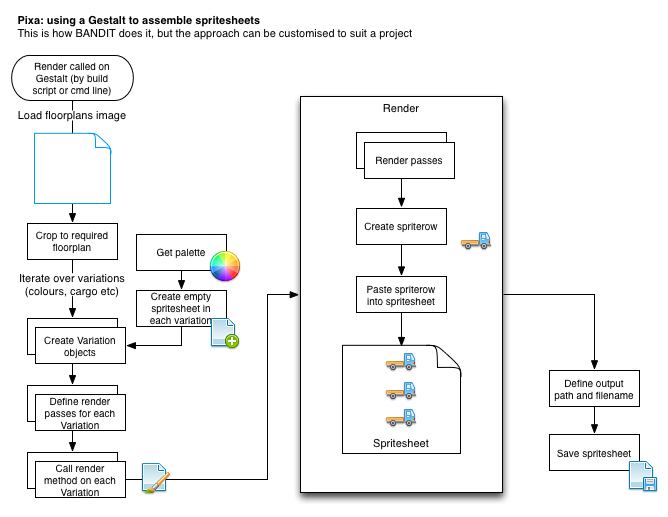 Pixa: using a Gestalt to assemble spritesheets
This is how BANDIT does it, but the approach can be customised to suit a project
Render called on
Gestalt (by build
script or cmd line)
Load floorplans image
Crop to required
floorplan
Iterate over variations
(colours, cargo etc)
Get palette
Create empty
spritesheet in
each variation
Create Variation
objects
Define render
passes for each
Variation
Call render
method on each
Variation
Render
Render passes
Create spriterow
Paste spriterow
into spritesheet
Spritesheet
Define output
path and filename
Save spritesheet